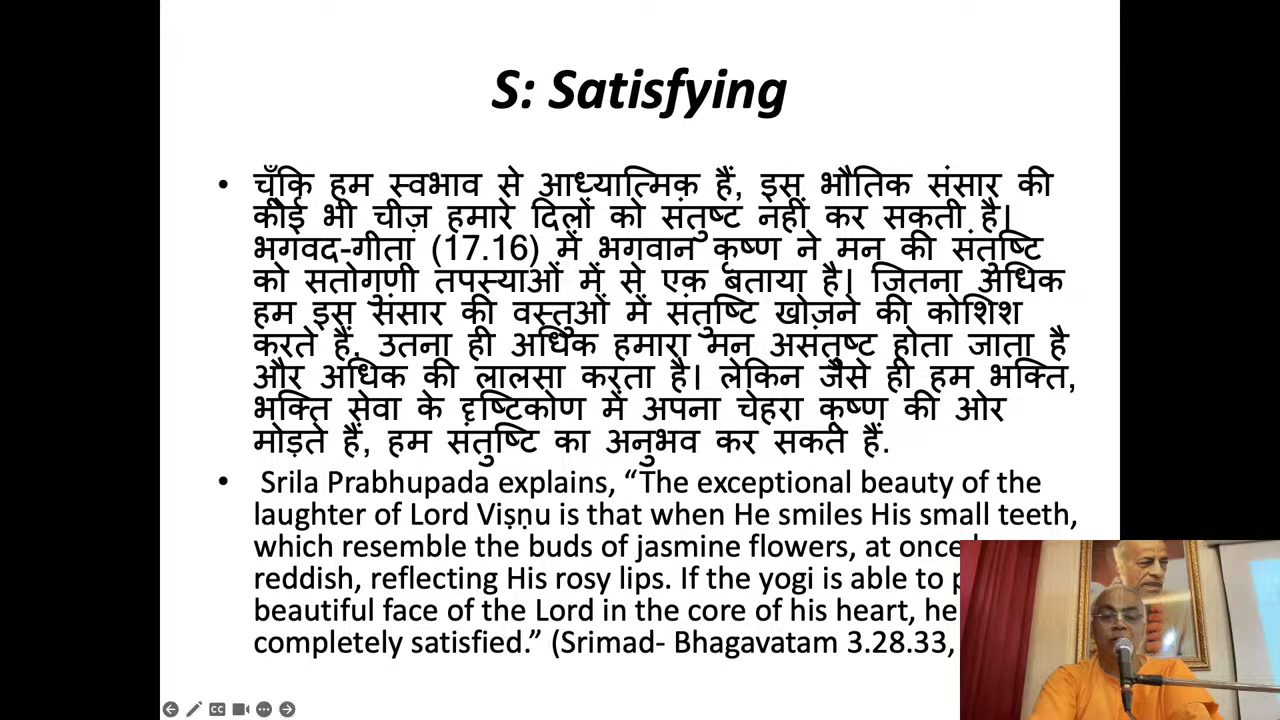 S: Satisfying
• चूँकि हम स्वभाव से आध्यात्मिक हैं, इस भौतिक संसार की
कोई भी चीज़ हमारे दिलों को संतुष्ट नहीं कर सकती है।
भगवद-गीता (17.16) में भगवान कृष्ण ने मन की संतुष्टि
को सतोगुणी तपस्याओं में से एक बताया है। जितना अधिक
हम इस संसार की वस्तुओं में संतुष्टि खोज़ने की कोशिश
करते हैं, उतना ही अधिक हमारा मन असंतुष्ट होता जाता है
और अधिक की लालसा करता है। लेकिन जैसे ही हम भक्ति,
भक्ति सेवा के दृष्टिकोण में अपना चेहरा कृष्ण की ओर
मोड़ते हैं, हम संतुष्टि का अनुभव कर सकते हैं.
• Srila Prabhupada explains, “The exceptional beauty of the
laughter of Lord Viṣṇu is that when He smiles His small teeth,
which resemble the buds of jasmine flowers, at once
reddish, reflecting His rosy lips. If the yogi is able to
beautiful face of the Lord in the core of his heart, he
completely satisfied.” (Srimad- Bhagavatam 3.28.33,
CC